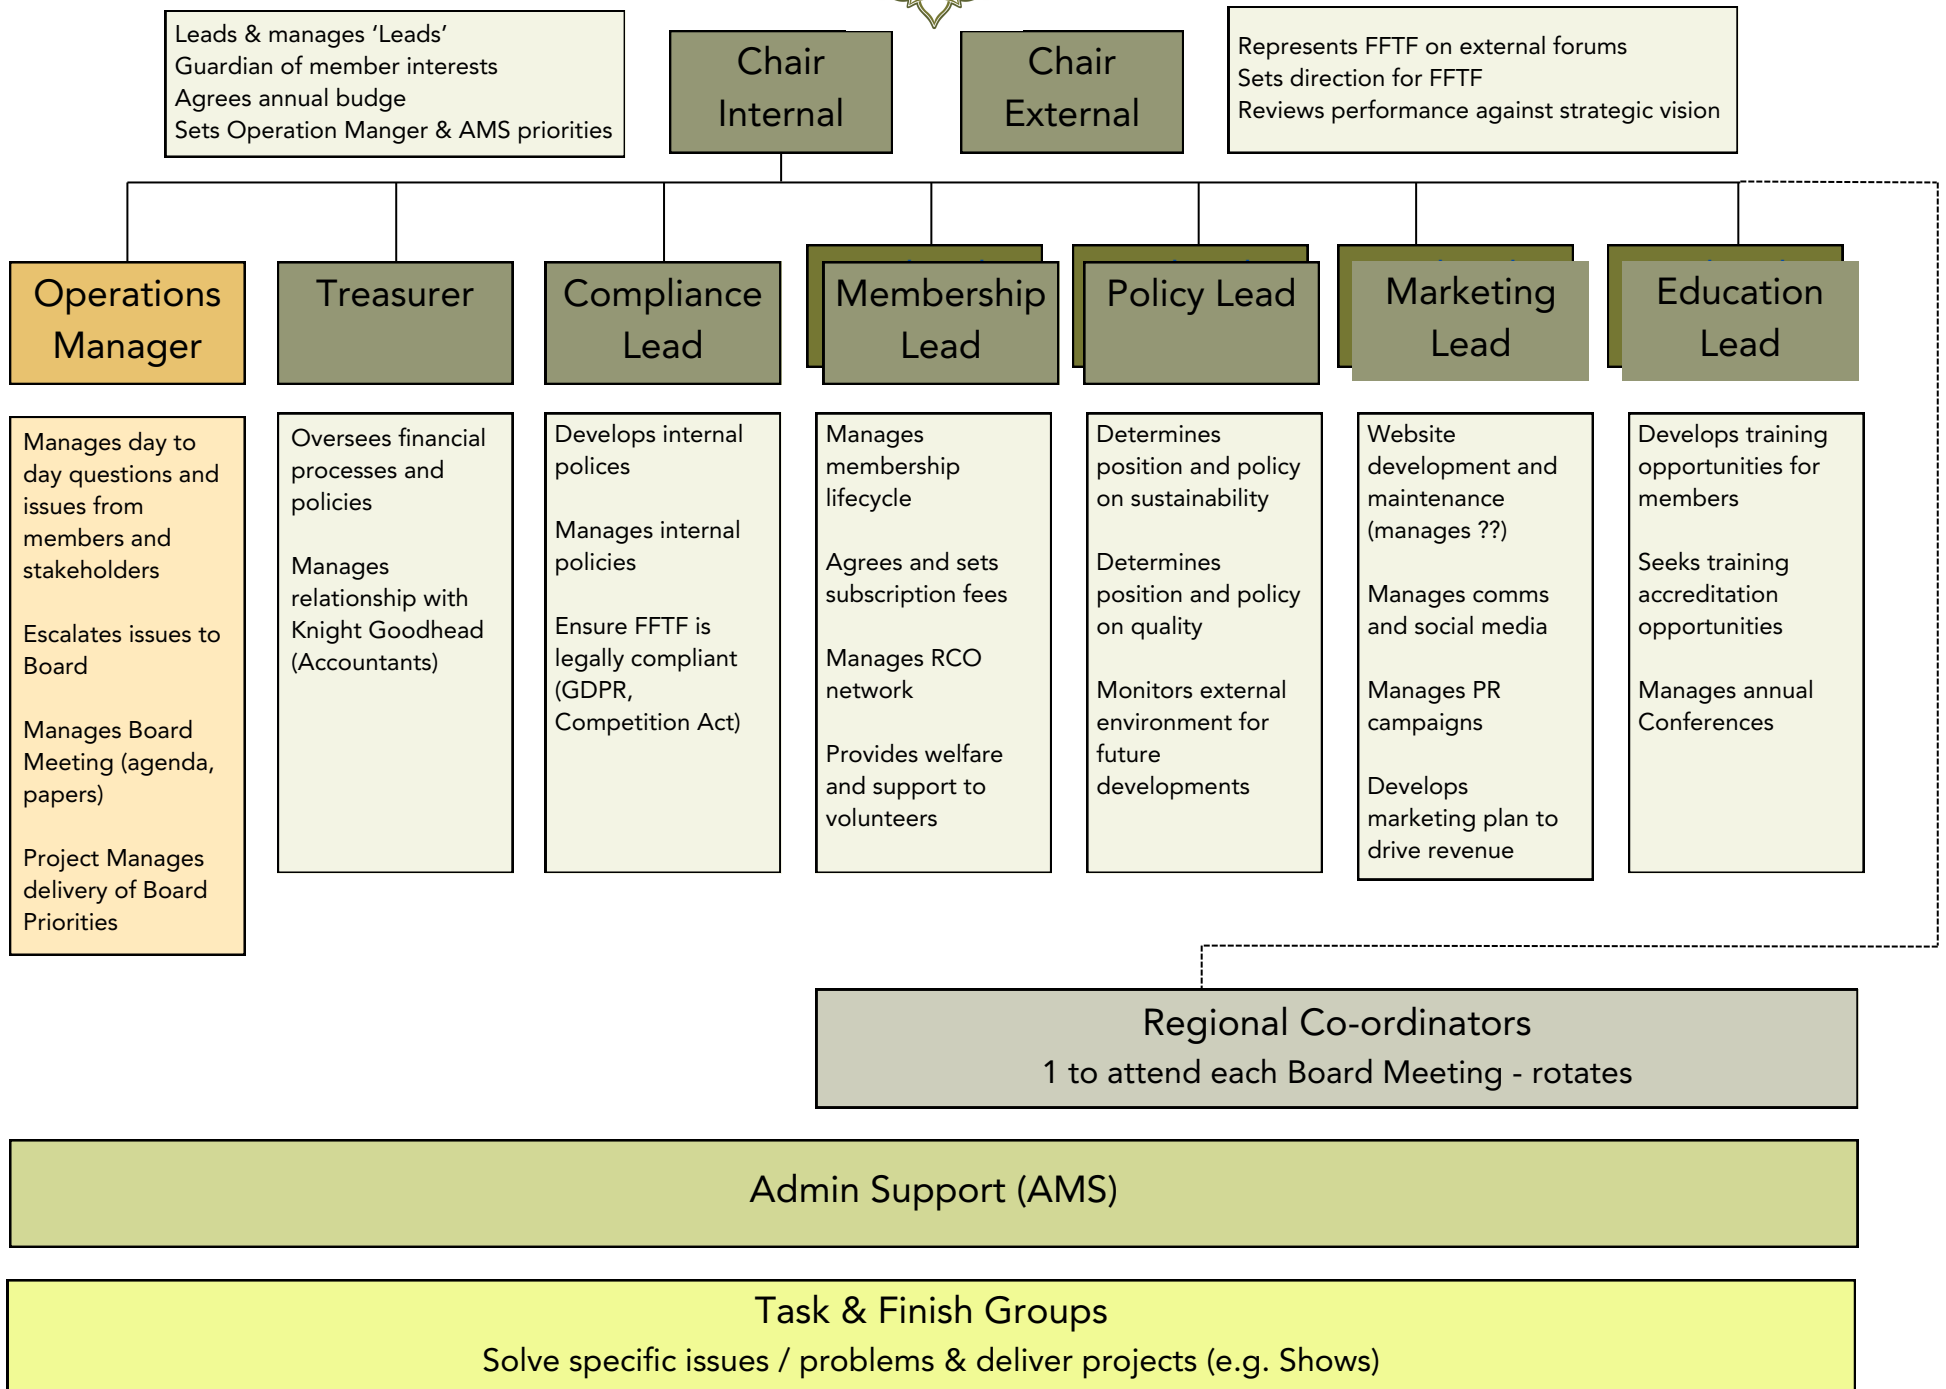 Leads & manages ‘Leads’
Guardian of member interests
Agrees annual budge
Sets Operation Manger & AMS priorities
Chair
Internal
Chair
External
Represents FFTF on external forums
Sets direction for FFTF
Reviews performance against strategic vision
Operations
Manager
Treasurer
Compliance
Lead
Membership
Lead
Policy Lead
Marketing
Lead
Education
Lead
Manages day to
day questions and
issues from
members and
stakeholders
Escalates issues to
Board
Manages Board
Meeting (agenda,
papers)
Project Manages
delivery of Board
Priorities
Oversees financial
processes and
policies
Manages
relationship with
Knight Goodhead
(Accountants)
Develops internal
polices
Manages internal
policies
Ensure FFTF is
legally compliant
(GDPR,
Competition Act)
Manages
membership
lifecycle
Agrees and sets
subscription fees
Manages RCO
network
Provides welfare
and support to
volunteers
Determines
position and policy
on sustainability
Determines
position and policy
on quality
Monitors external
environment for
future
developments
Website
development and
maintenance
(manages ??)
Manages comms
and social media
Manages PR
campaigns
Develops
marketing plan to
drive revenue
Develops training
opportunities for
members
Seeks training
accreditation
opportunities
Manages annual
Conferences
Regional Co-ordinators
1 to attend each Board Meeting - rotates
Admin Support (AMS)
Task & Finish Groups
Solve specific issues / problems & deliver projects (e.g. Shows)